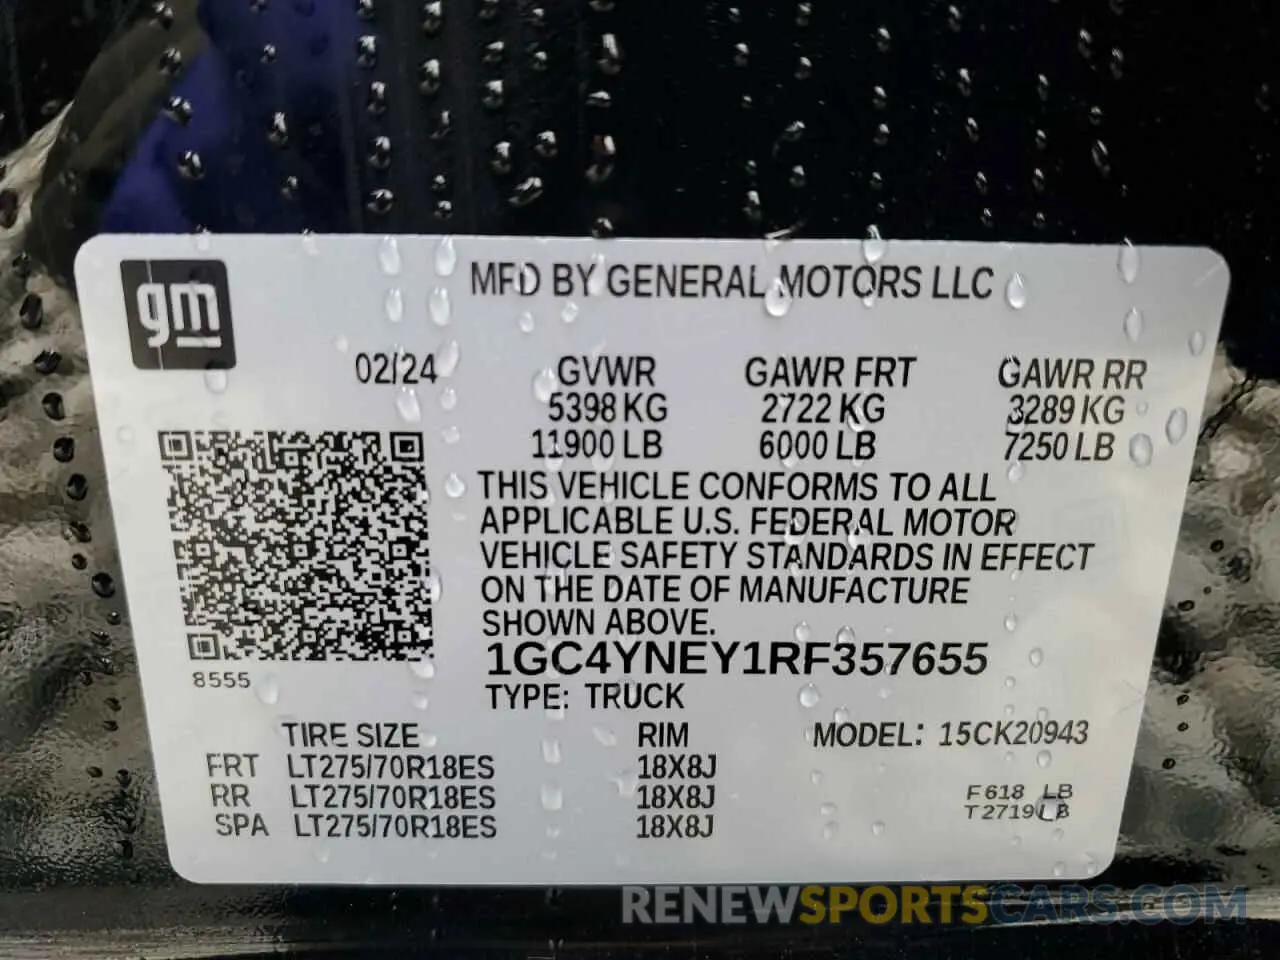 gm
MFD BY GENERAL MOTORS LLC
02/24 GVWR GAWR FRT GAWR RR
5398 KG 2722 KG 3289 KG
11900 LB 6000 LB 7250 LB
THIS VEHICLE CONFORMS TO ALL
APPLICABLE U.S. FEDERAL MOTOR
VEHICLE SAFETY STANDARDS IN EFFECT
ON THE DATE OF MANUFACTURE
SHOWN ABOVE.
1GC4YNEY1RF357655
8555
TYPE: TRUCK
TIRE SIZE RIM MODEL: 15CK20943
FRT LT275/70R18ES 18X8J
RR LT275/70R18ES 18X8J
SPA LT275/70R18ES 18X8J
F 618 LB
T 2719 LB
RENEWSPORTSCARS.COM